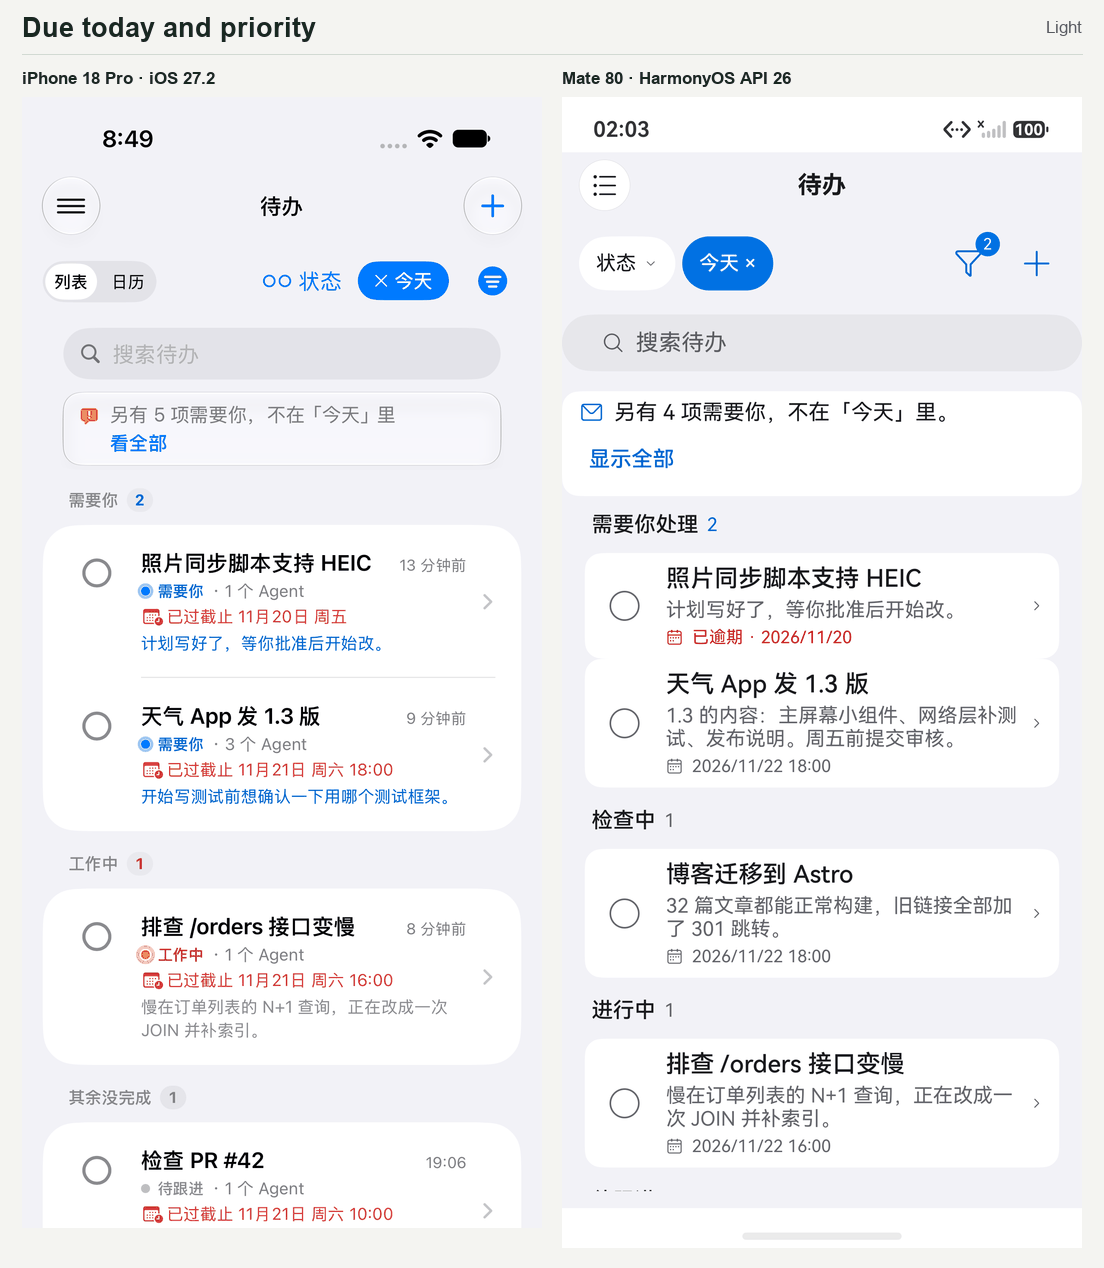 Due today and priority
Light
iPhone 18 Pro · iOS 27.2
8:49
待办
列表
日历
状态
× 今天
搜索待办
另有 5 项需要你，不在「今天」里
看全部
需要你 2
照片同步脚本支持 HEIC
13 分钟前
需要你 · 1 个 Agent
已过截止 11月20日 周五
计划写好了，等你批准后开始改。
天气 App 发 1.3 版
9 分钟前
需要你 · 3 个 Agent
已过截止 11月21日 周六 18:00
开始写测试前想确认一下用哪个测试框架。
工作中 1
排查 /orders 接口变慢
8 分钟前
工作中 · 1 个 Agent
已过截止 11月21日 周六 16:00
慢在订单列表的 N+1 查询，正在改成一次
JOIN 并补索引。
其余没完成 1
检查 PR #42
19:06
待跟进 · 1 个 Agent
已过截止 11月21日 周六 10:00
Mate 80 · HarmonyOS API 26
02:03
100
待办
状态
今天 ×
2
搜索待办
另有 4 项需要你，不在「今天」里。
显示全部
需要你处理 2
照片同步脚本支持 HEIC
计划写好了，等你批准后开始改。
已逾期 · 2026/11/20
天气 App 发 1.3 版
1.3 的内容：主屏幕小组件、网络层补测
试、发布说明。周五前提交审核。
2026/11/22 18:00
检查中 1
博客迁移到 Astro
32 篇文章都能正常构建，旧链接全部加
了 301 跳转。
2026/11/22 18:00
进行中 1
排查 /orders 接口变慢
慢在订单列表的 N+1 查询，正在改成一
次 JOIN 并补索引。
2026/11/22 16:00